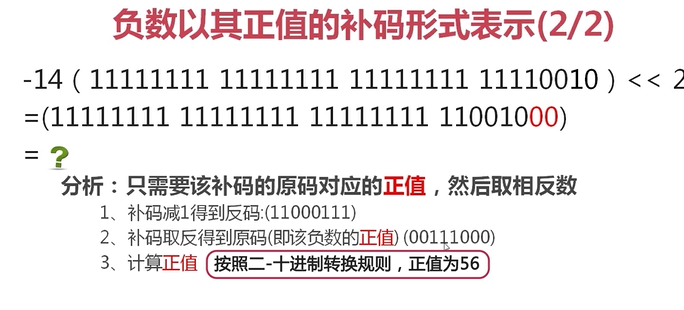 负数以其正值的补码形式表示(2/2)
-14 ( 11111111 11111111 11111111 11110010 ) << 2
=(11111111 11111111 11111111 11001000)
= ?
分析：只需要该补码的原码对应的正值，然后取相反数
1、补码减1得到反码:(11000111)
2、补码取反得到原码(即该负数的正值) (00111000)
3、计算正值 按照二-十进制转换规则，正值为56